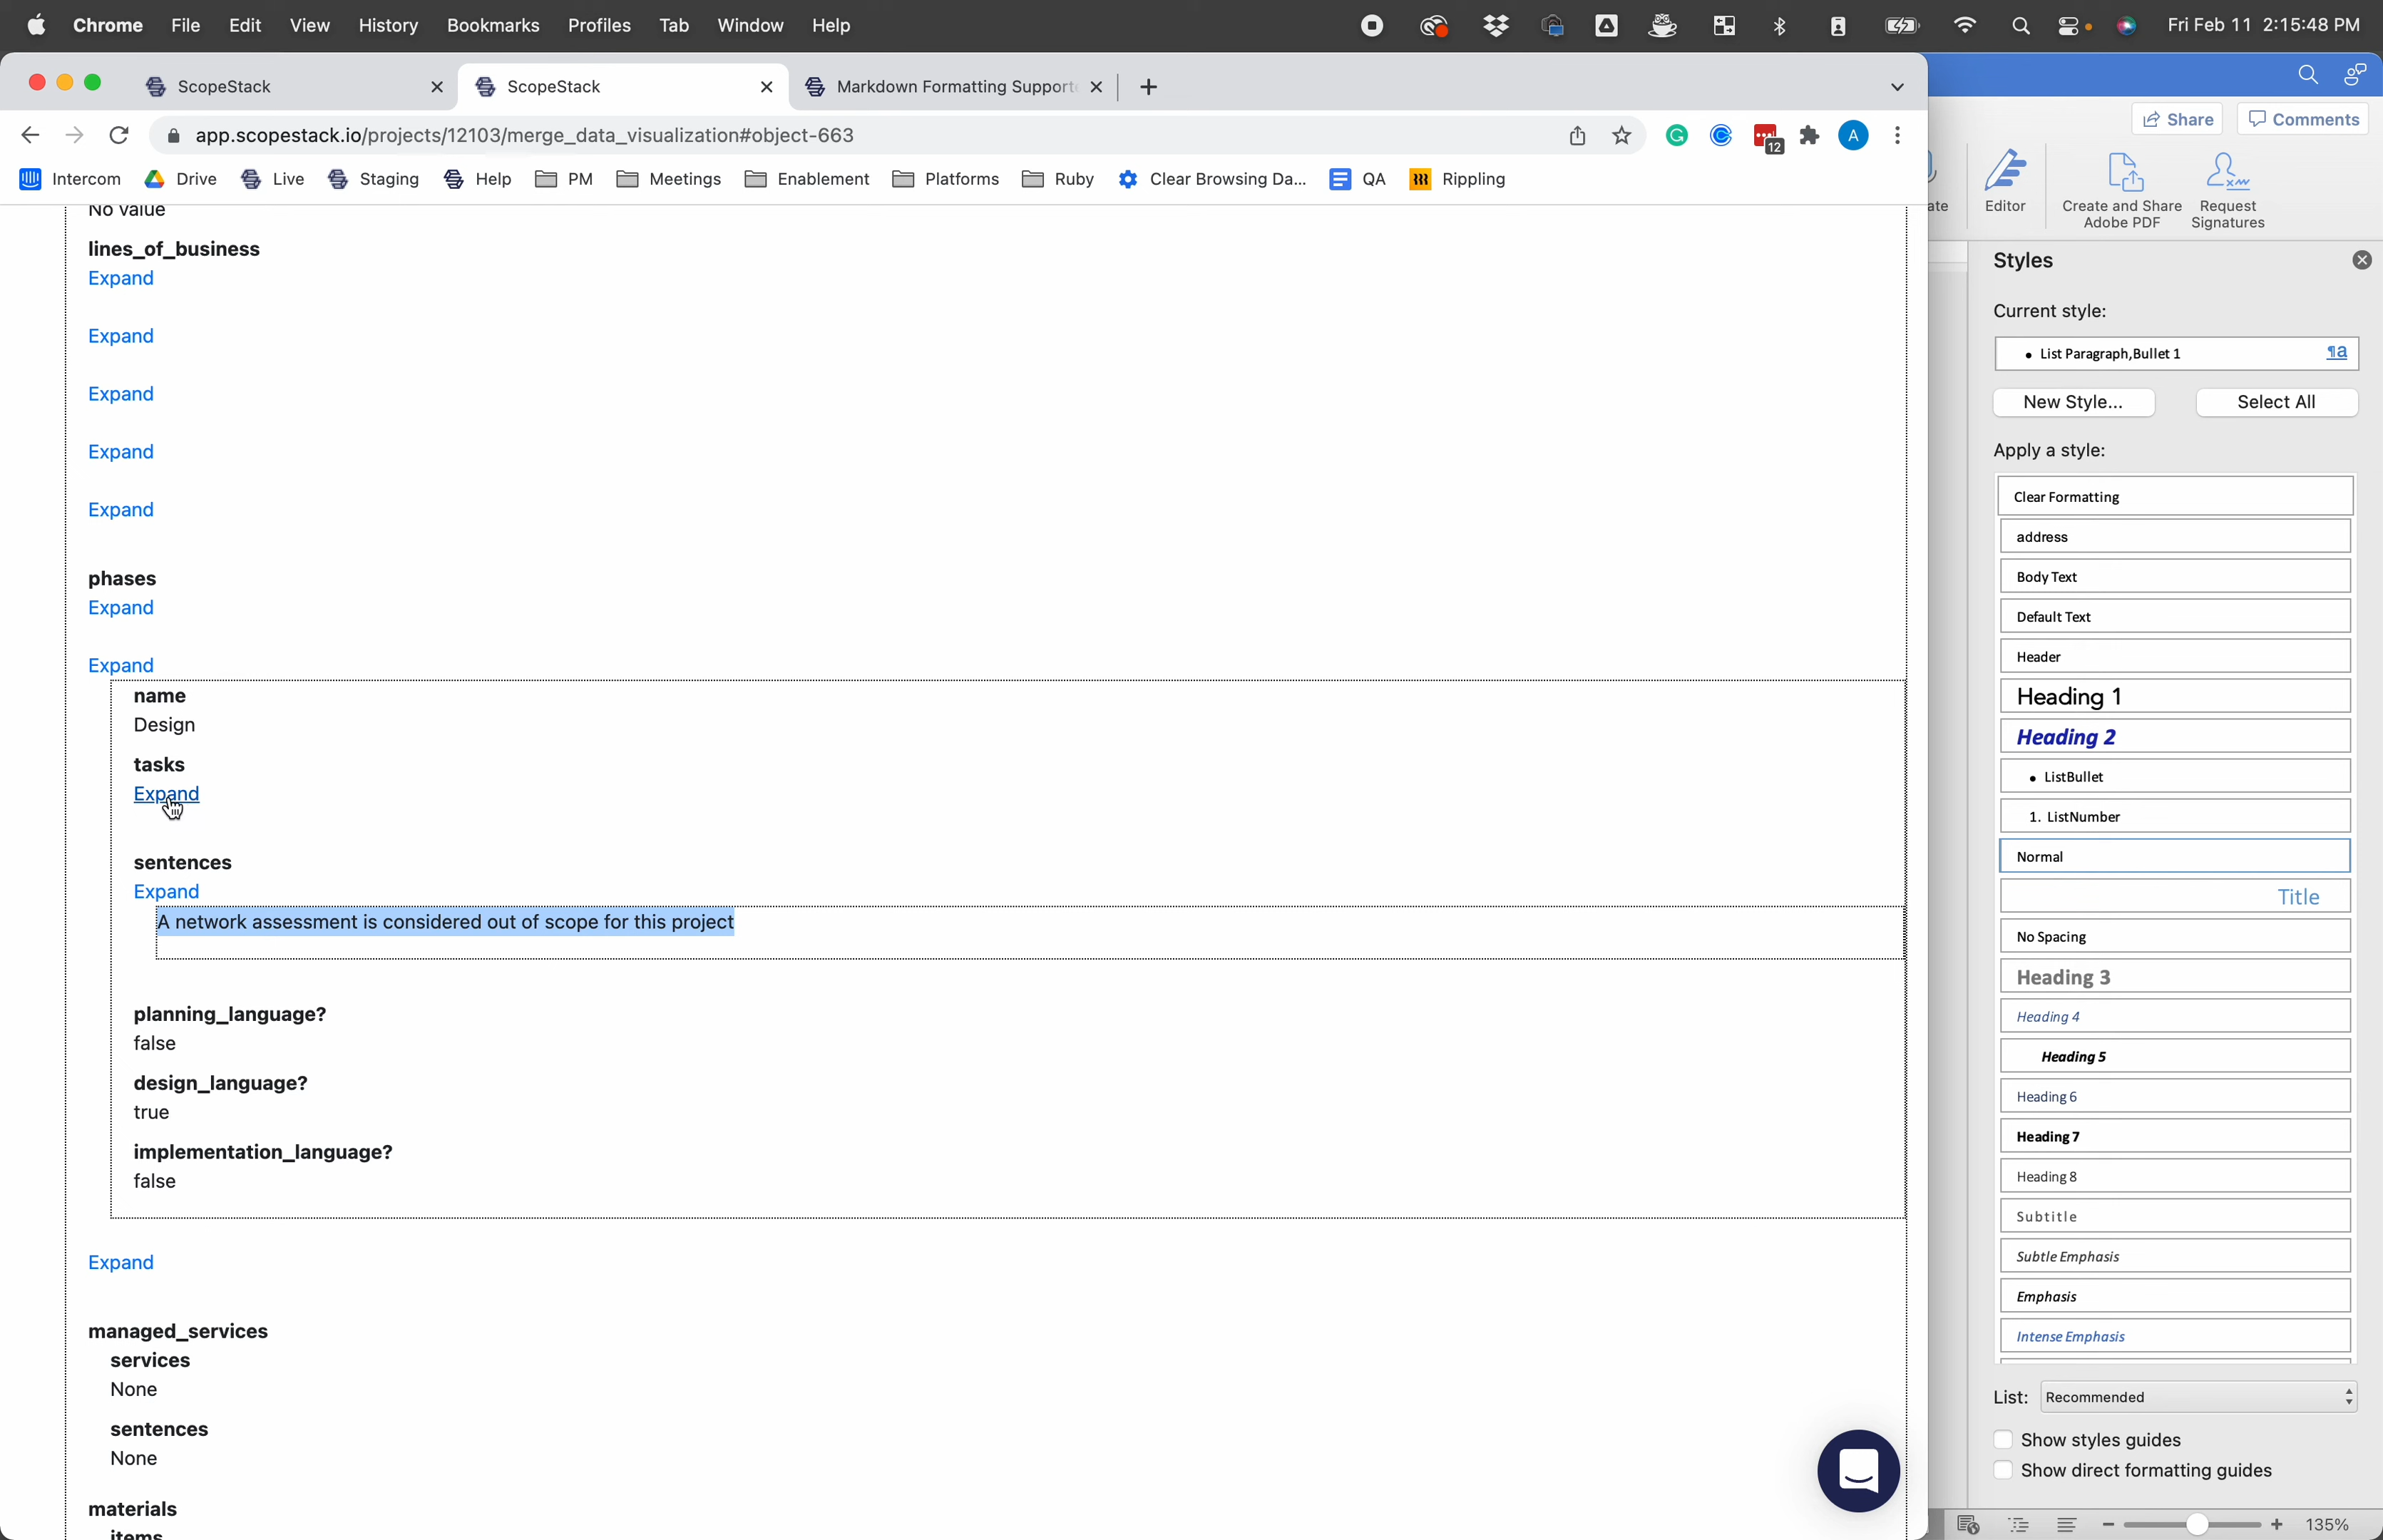 Chrome File Edit View History Bookmarks Profiles Tab Window Help Fri Feb 11 2:15:48 PM
ScopeStack ScopeStack Markdown Formatting Support
app.scopestack.io/projects/12103/merge_data_visualization#object-663 12 A
Intercom Drive Live Staging Help PM Meetings Enablement Platforms Ruby Clear Browsing Da... QA Rippling
No value
lines_of_business
Expand
Expand
Expand
Expand
Expand
phases
Expand
Expand
name
Design
tasks
Expand
sentences
Expand
A network assessment is considered out of scope for this project
planning_language?
false
design_language?
true
implementation_language?
false
Expand
managed_services
services
None
sentences
None
materials
items
Share Comments
ate Editor Create and Share Adobe PDF Request Signatures
Styles
Current style:
• List Paragraph,Bullet 1 ¶a
New Style... Select All
Apply a style:
Clear Formatting
address
Body Text
Default Text
Header
Heading 1
Heading 2
• ListBullet
1. ListNumber
Normal
Title
No Spacing
Heading 3
Heading 4
Heading 5
Heading 6
Heading 7
Heading 8
Subtitle
Subtle Emphasis
Emphasis
Intense Emphasis
List: Recommended
Show styles guides
Show direct formatting guides
135%